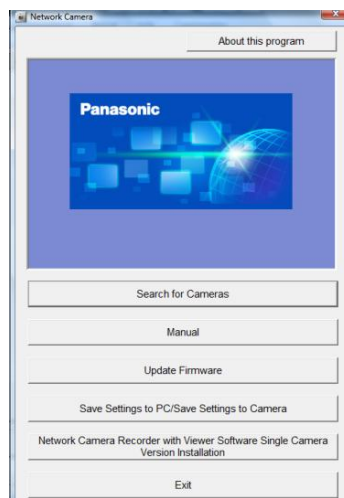 Network Camera
About this program
Panasonic
Search for Cameras
Manual
Update Firmware
Save Settings to PC/Save Settings to Camera
Network Camera Recorder with Viewer Software Single Camera
Version Installation
Exit